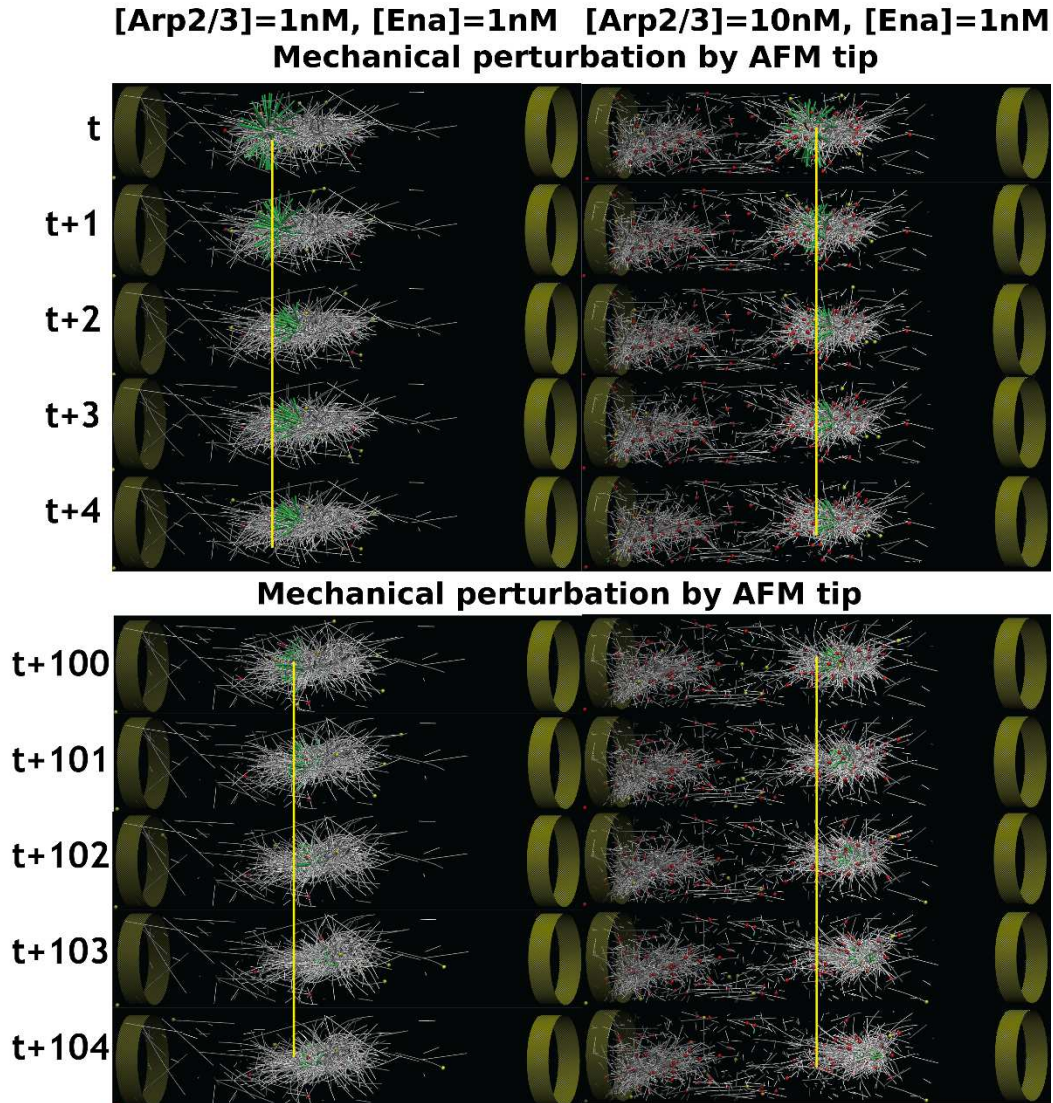 [Arp2/3]=1nM, [Ena]=1nM [Arp2/3]=10nM, [Ena]=1nM
Mechanical perturbation by AFM tip
t
t+1
t+2
t+3
t+4
Mechanical perturbation by AFM tip
t+100
t+101
t+102
t+103
t+104